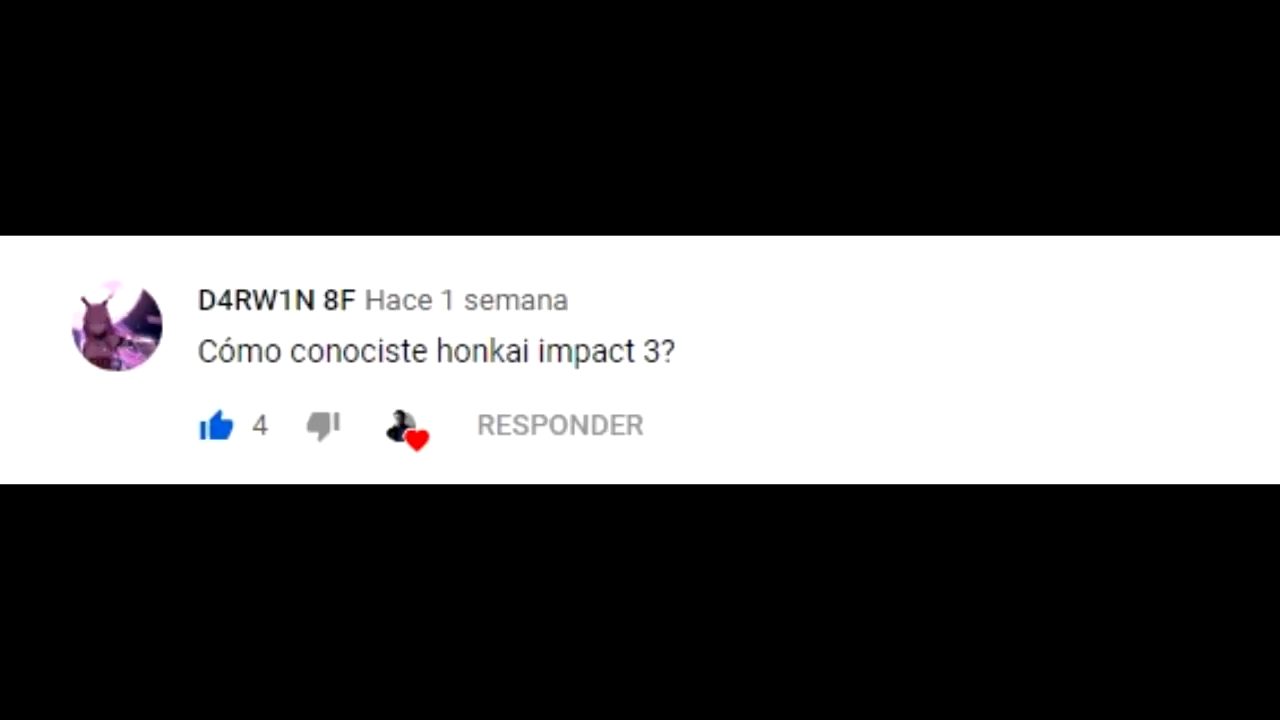 D4RW1N 8F Hace 1 semana
Cómo conociste honkai impact 3?
4 RESPONDER